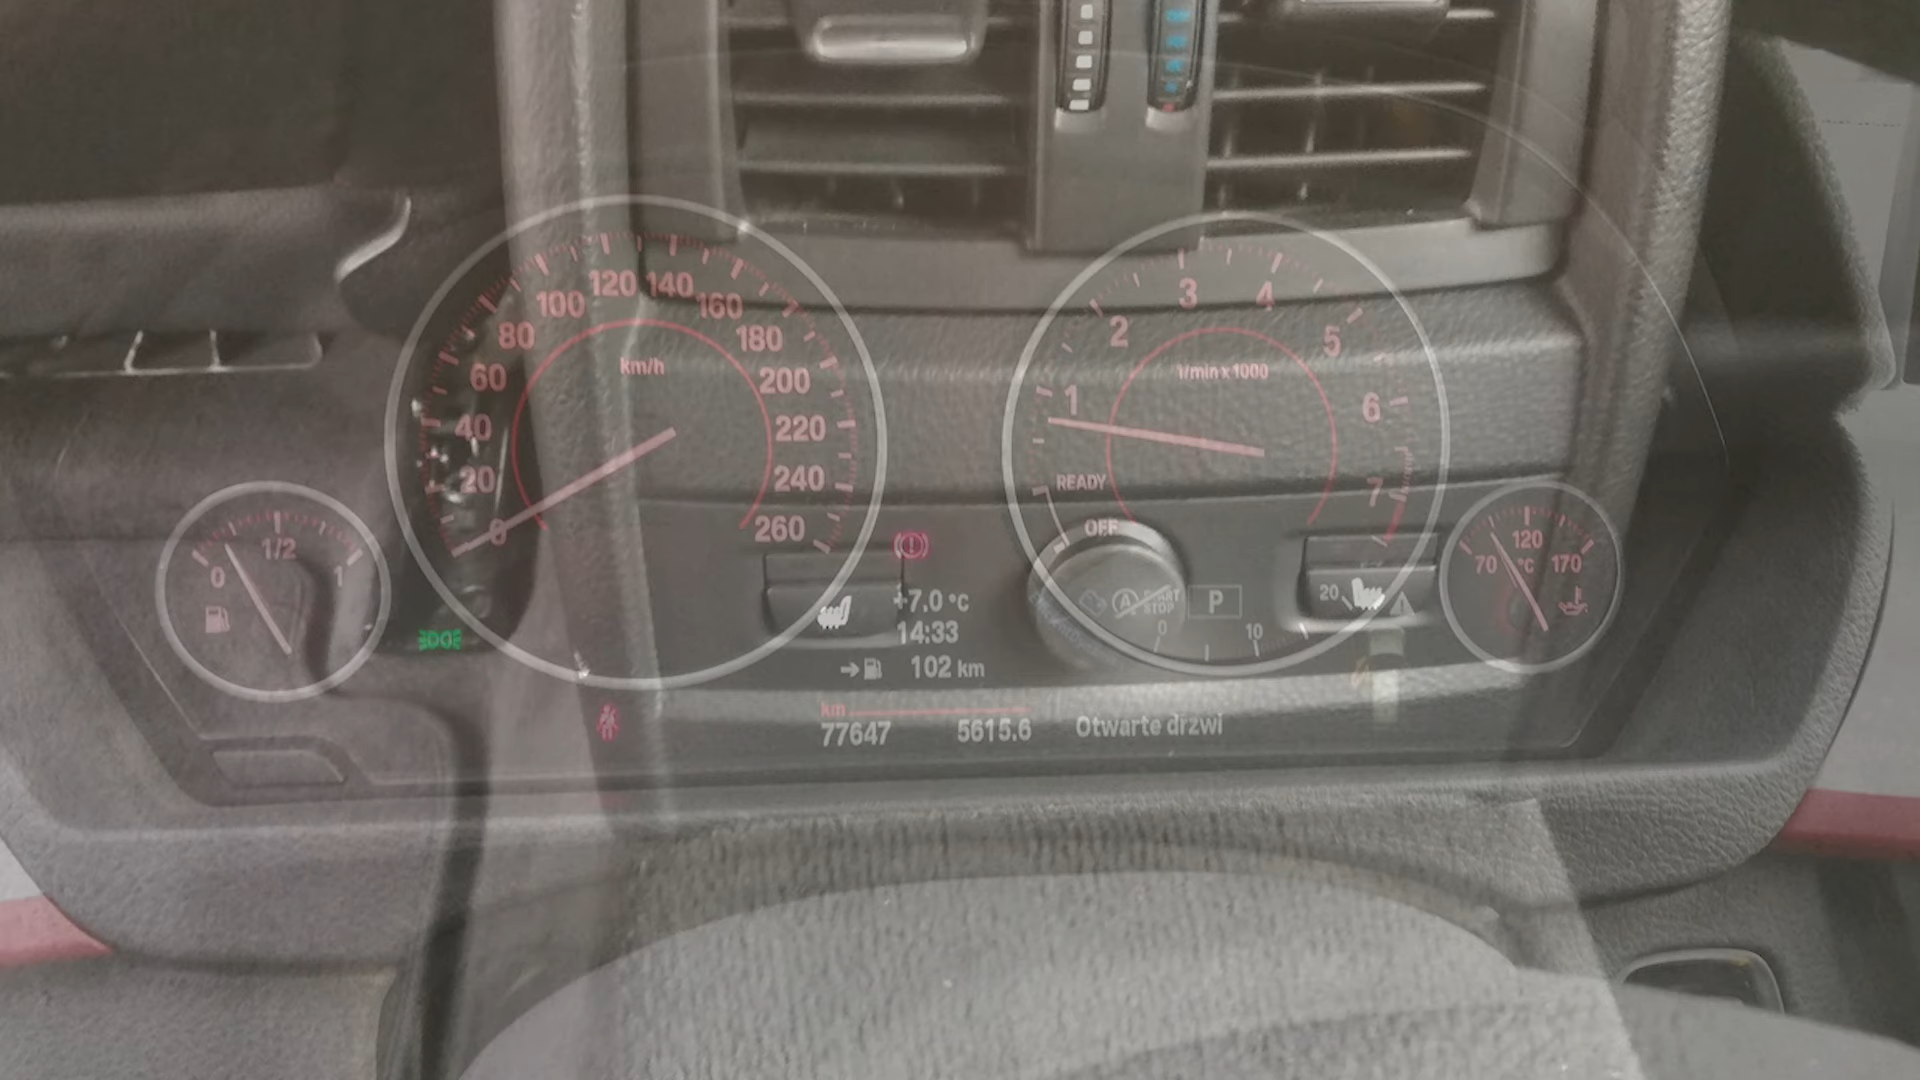 0 20 40 60 80 100 120 140 160 180 200 220 240 260
km/h
1 2 3 4 5 6 7
1/min x 1000
READY
OFF
0 1/2 1
70 120 170
°C
+7.0 °C
14:33
102 km
A START
STOP
P
20 10 0
km
77647 5615.6 Otwarte drzwi